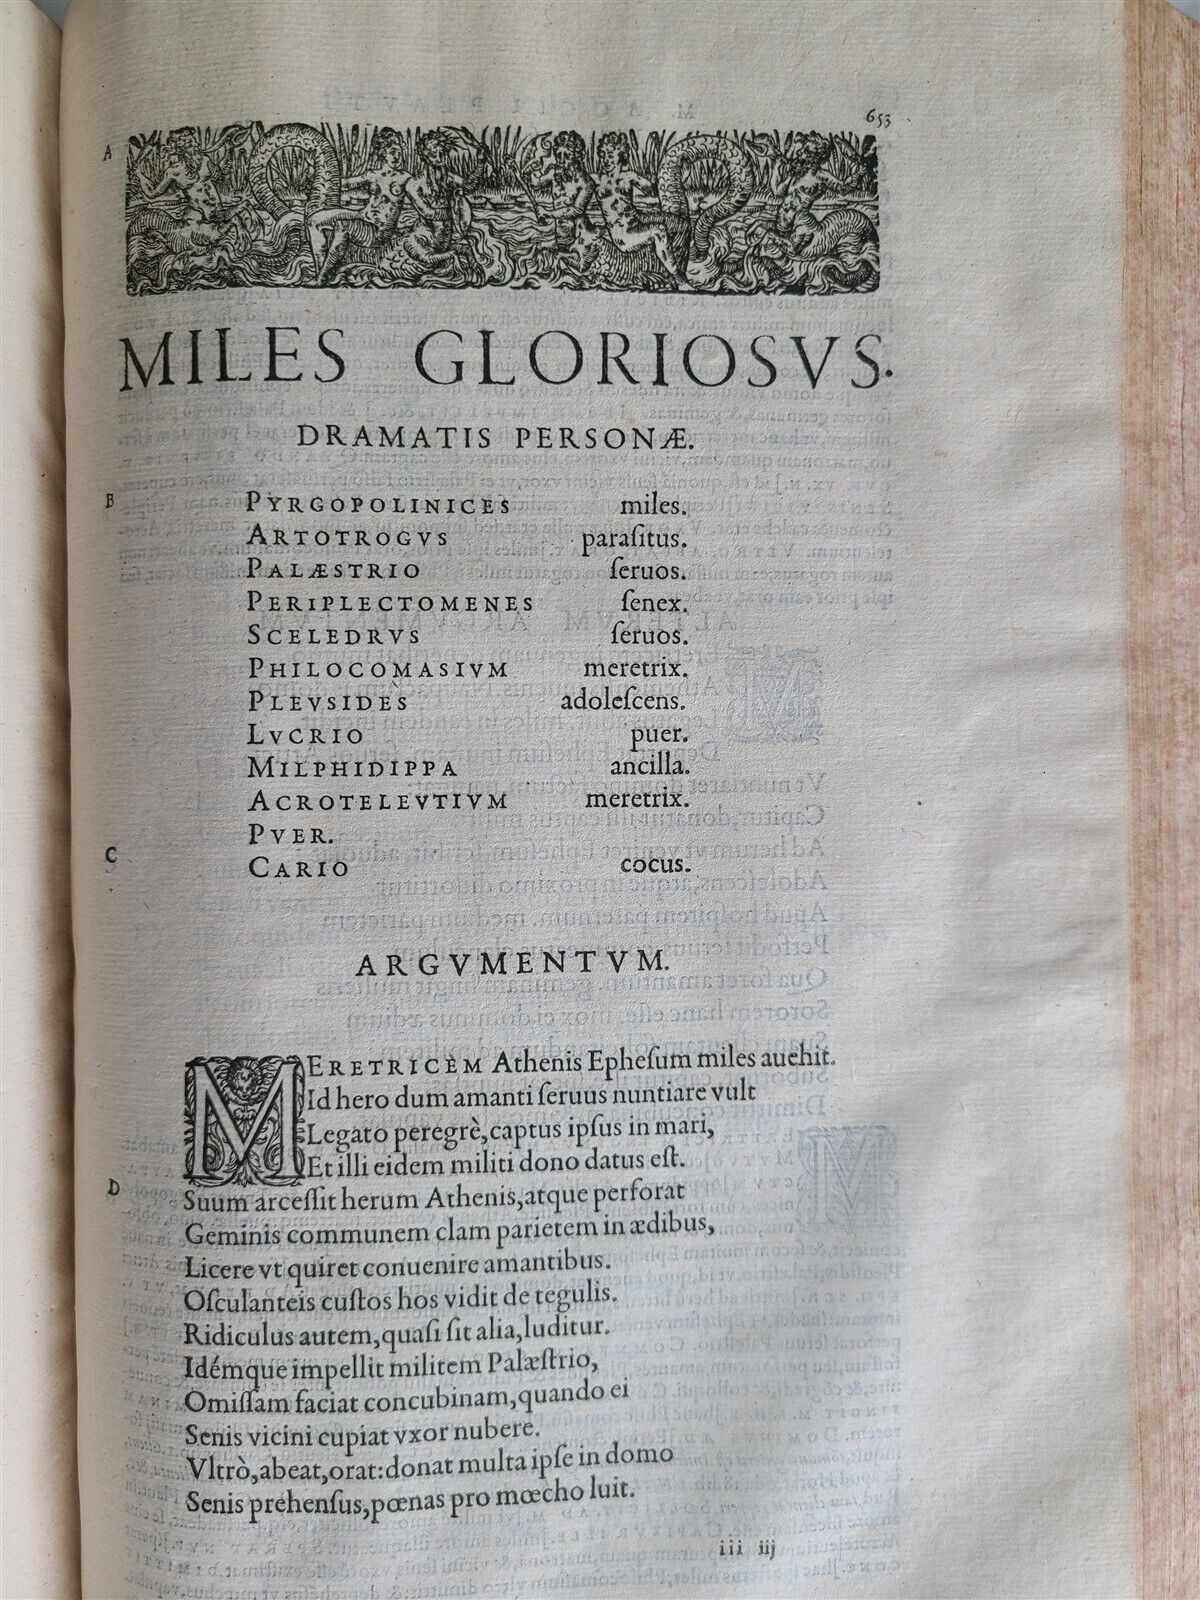 653
A
MILES GLORIOSVS.
DRAMATIS PERSONÆ.
B
PYRGOPOLINICES miles.
ARTOTROGVS paraſitus.
PALÆSTRIO ſeruos.
PERIPLECTOMENES ſenex.
SCELEDRVS ſeruos.
PHILOCOMASIVM meretrix.
PLEVSIDES adoleſcens.
LVCRIO puer.
MILPHIDIPPA ancilla.
ACROTELEVTIVM meretrix.
PVER.
C
CARIO cocus.
ARGVMENTVM.
MERETRICEM Athenis Epheſum miles auehit.
Id hero dum amanti ſeruus nuntiare vult
Legato peregrè, captus ipſus in mari,
Et illi eidem militi dono datus eſt.
D
Suum arceſſit herum Athenis, atque perforat
Geminis communem clam parietem in ædibus,
Licere vt quiret conuenire amantibus.
Oſculanteis cuſtos hos vidit de tegulis.
Ridiculus autem, quaſi ſit alia, luditur.
Idémque impellit militem Palæſtrio,
Omiſſam faciat concubinam, quando ei
Senis vicini cupiat vxor nubere.
Vltrò, abeat, orat: donat multa ipſe in domo
Senis prehenſus, pœnas pro mœcho luit.
iii iij